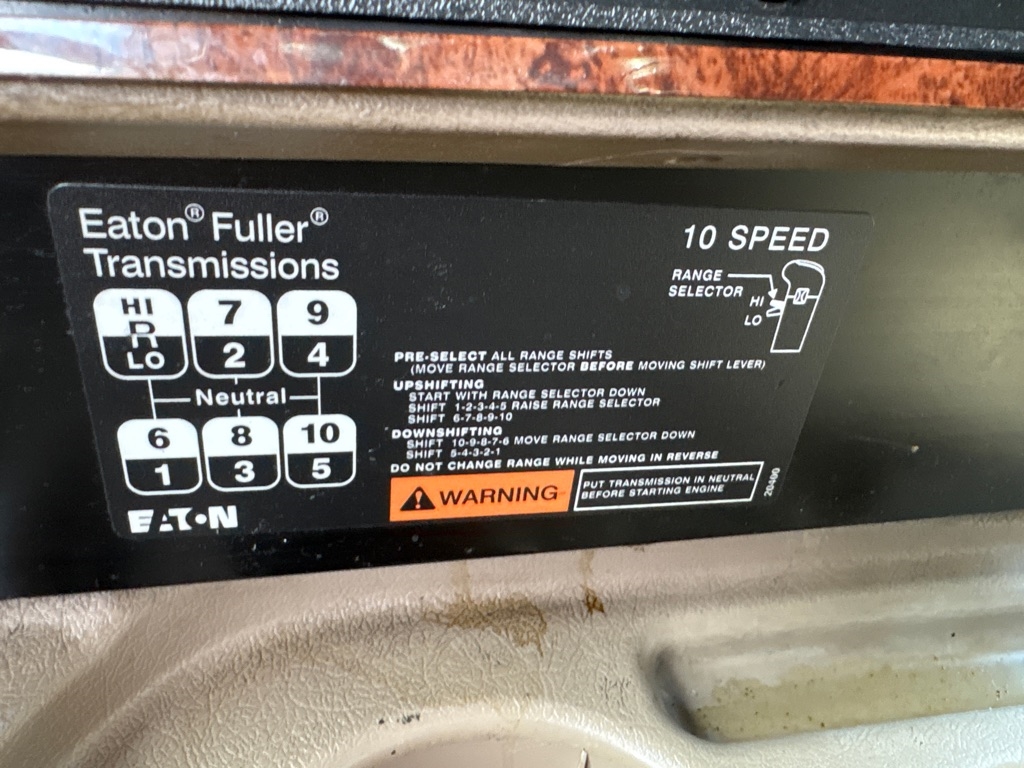 Eaton® Fuller®
Transmissions
HI R LO
7 2
9 4
Neutral
6 1
8 3
10 5
EATON
10 SPEED
RANGE
SELECTOR
HI
LO
PRE-SELECT ALL RANGE SHIFTS
(MOVE RANGE SELECTOR BEFORE MOVING SHIFT LEVER)
UPSHIFTING
START WITH RANGE SELECTOR DOWN
SHIFT 1-2-3-4-5 RAISE RANGE SELECTOR
SHIFT 6-7-8-9-10
DOWNSHIFTING
SHIFT 10-9-8-7-6 MOVE RANGE SELECTOR DOWN
SHIFT 5-4-3-2-1
DO NOT CHANGE RANGE WHILE MOVING IN REVERSE
WARNING
PUT TRANSMISSION IN NEUTRAL
BEFORE STARTING ENGINE
20400